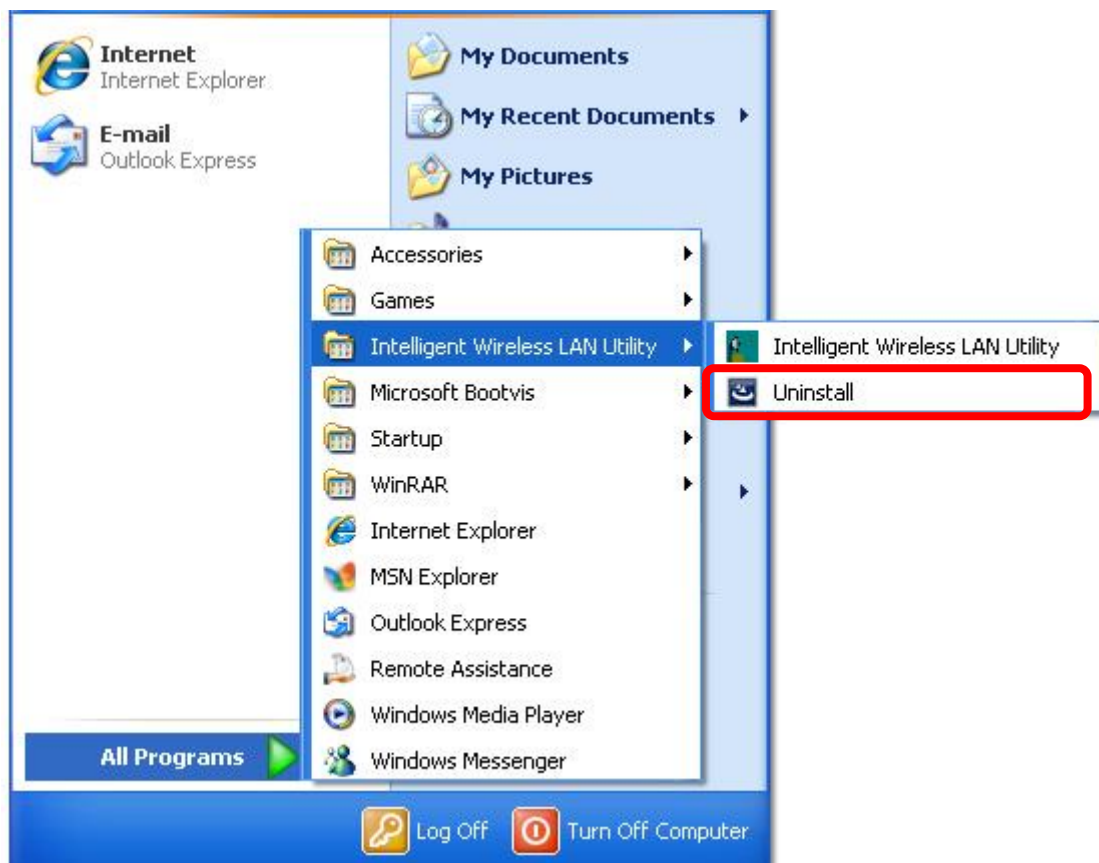 Internet
Internet Explorer
E-mail
Outlook Express
My Documents
My Recent Documents
My Pictures
Accessories
Games
Intelligent Wireless LAN Utility
Microsoft Bootvis
Startup
WinRAR
Internet Explorer
MSN Explorer
Outlook Express
Remote Assistance
Windows Media Player
Windows Messenger
Intelligent Wireless LAN Utility
Uninstall
All Programs
Log Off
Turn Off Computer